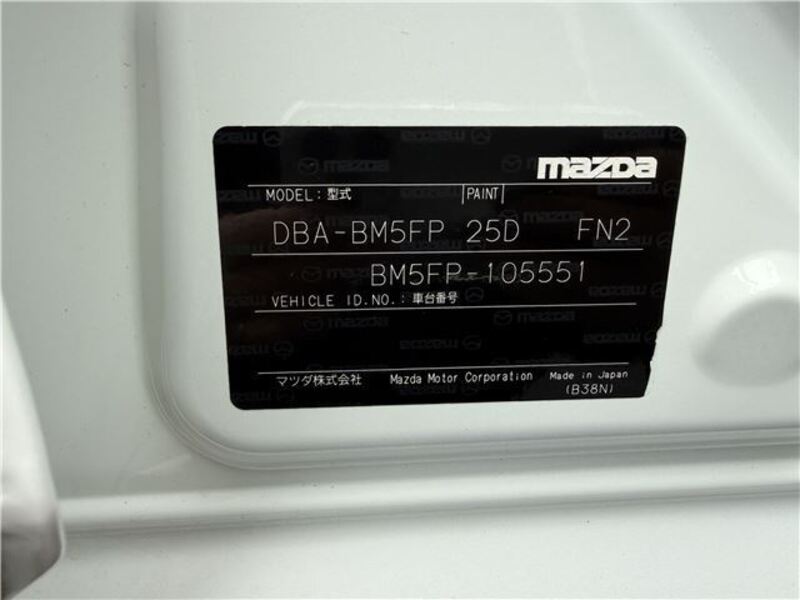 mazda
MODEL:型式 PAINT
DBA-BM5FP 25D FN2
BM5FP-105551
VEHICLE ID.NO.:車台番号
マツダ株式会社 Mazda Motor Corporation Made in Japan
(B38N)